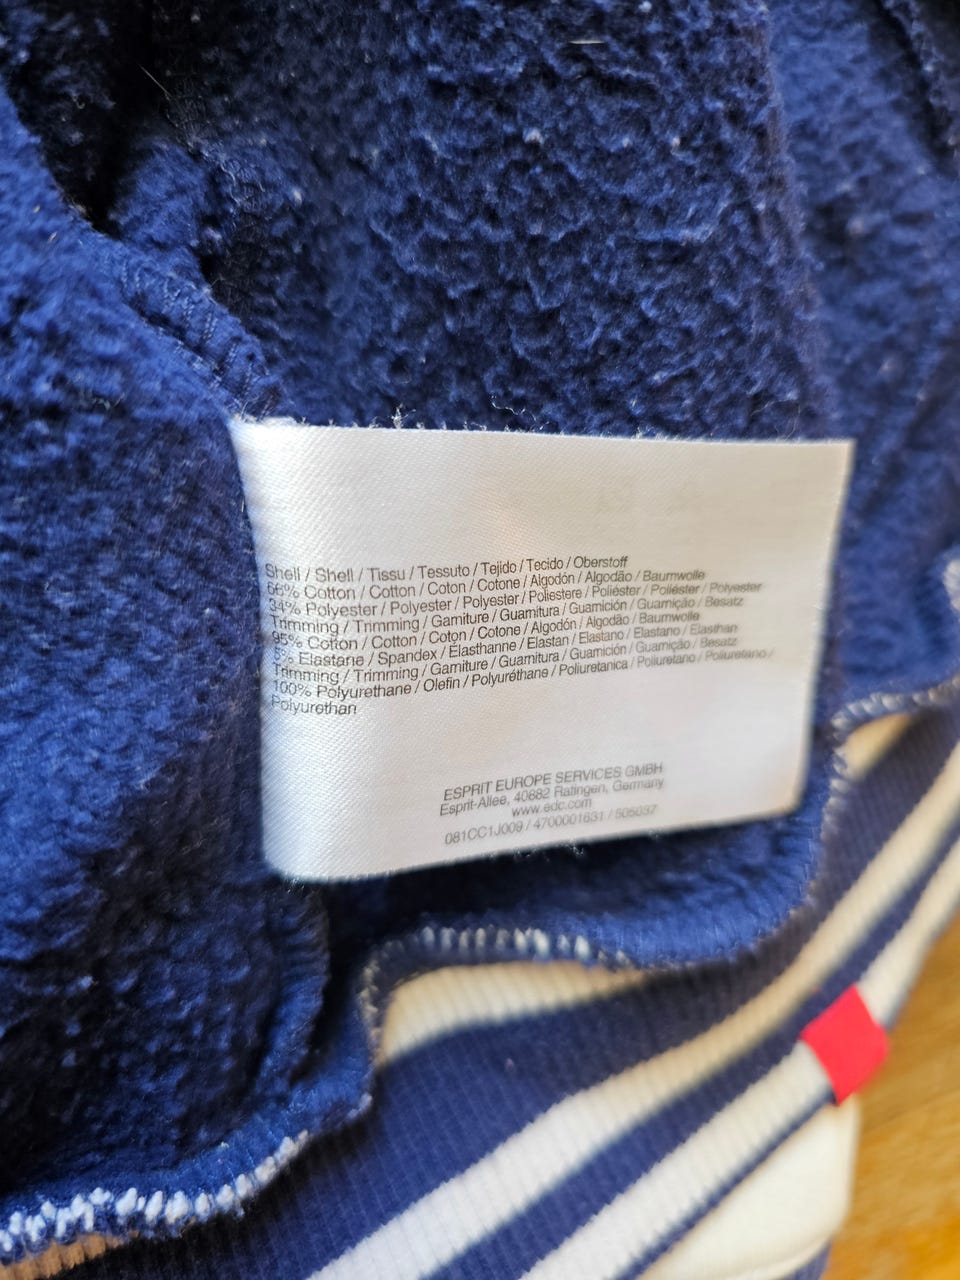 Shell / Shell / Tissu / Tessuto / Tejido / Tecido / Oberstoff
66% Cotton / Cotton / Coton / Cotone / Algodón / Algodão / Baumwolle
34% Polyester / Polyester / Polyester / Poliestere / Poliéster / Poliéster / Polyester
Trimming / Trimming / Garniture / Guarnitura / Guarnición / Guarnição / Besatz
95% Cotton / Cotton / Coton / Cotone / Algodón / Algodão / Baumwolle
5% Elastane / Spandex / Elasthanne / Elastan / Elastano / Elastano / Elasthan
Trimming / Trimming / Garniture / Guarnitura / Guarnición / Guarnição / Besatz
100% Polyurethane / Olefin / Polyuréthane / Poliuretanica / Poliuretano / Poliuretano /
Polyurethan
ESPRIT EUROPE SERVICES GMBH
Esprit-Allee, 40882 Ratingen, Germany
www.edc.com
081CC1J009 / 4700001631 / 505037